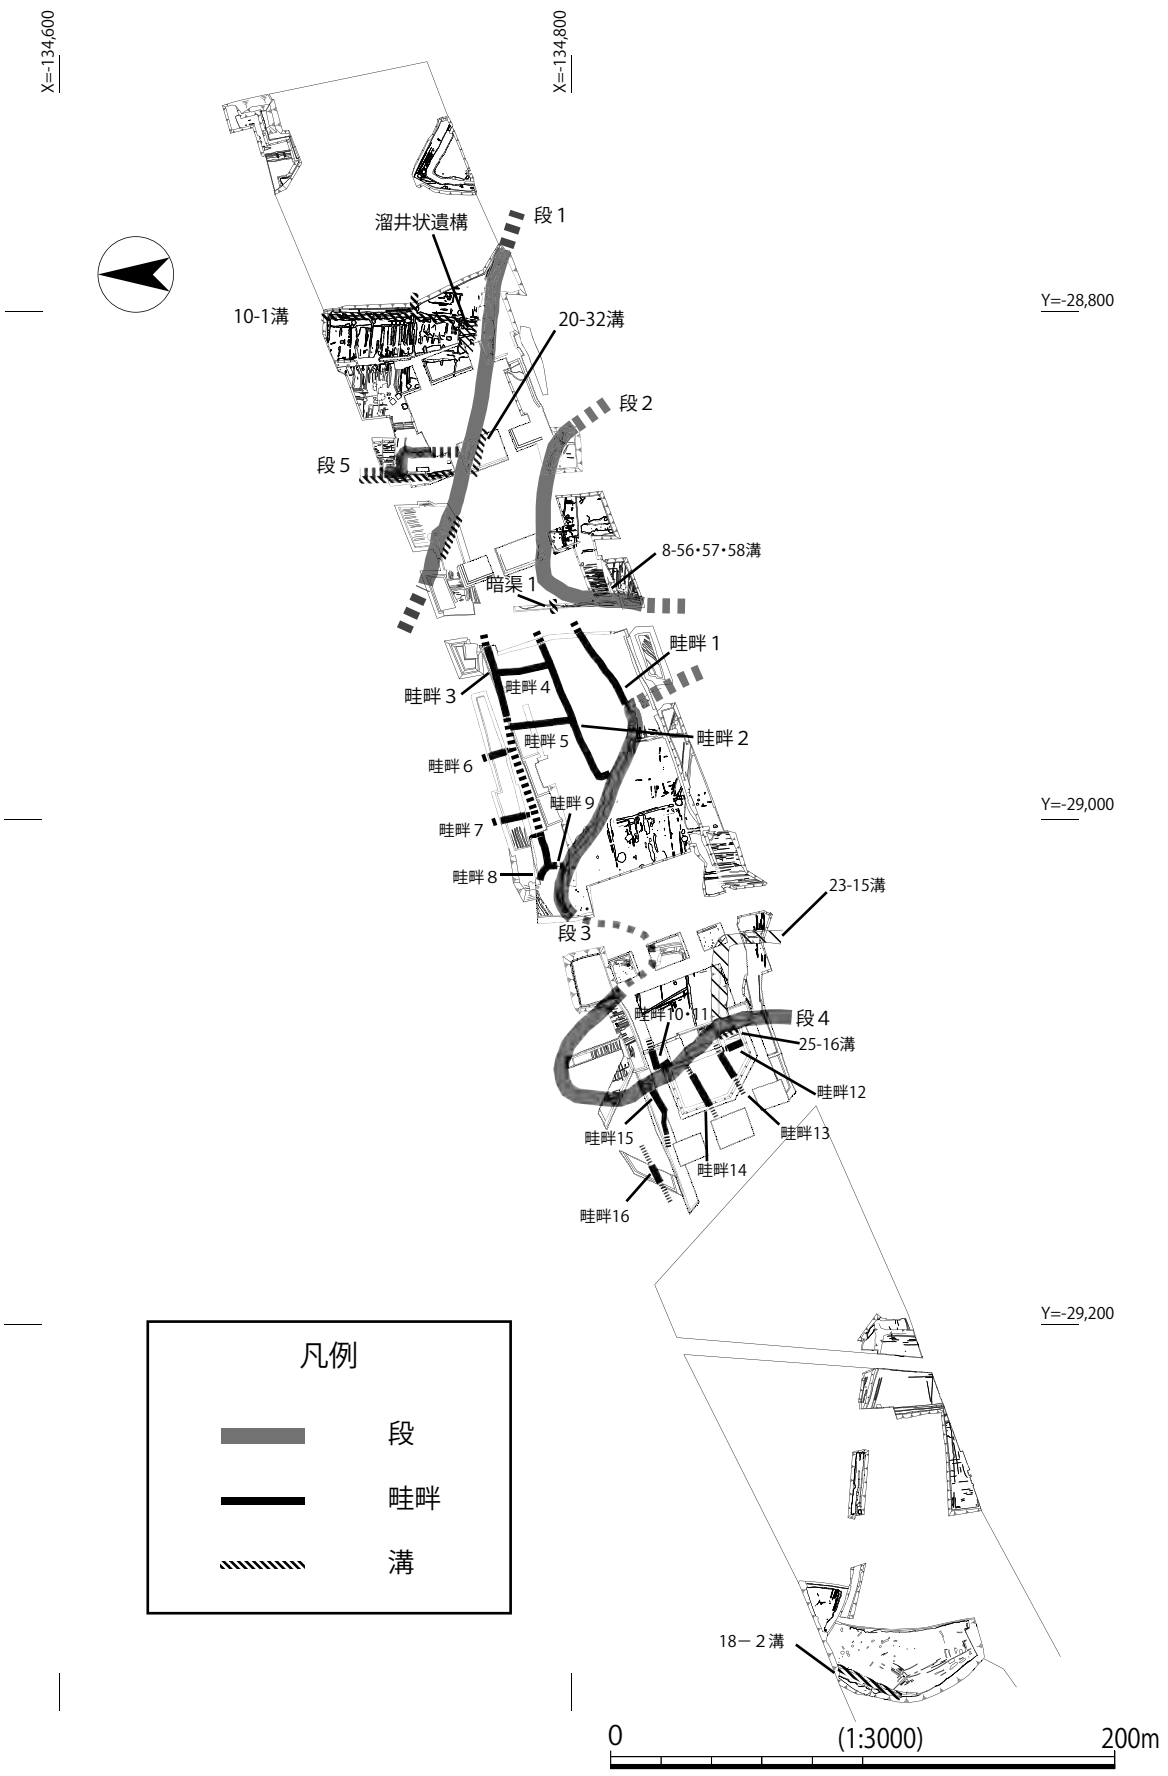 X=-134,600
X=-134,800
段１
溜井状遺構
Y=-28,800
10-1溝
20-32溝
段２
段５
8-56・57・58溝
暗渠１
畦畔１
畦畔４
畦畔３
畦畔５
畦畔２
畦畔６
畦畔９
Y=-29,000
畦畔７
畦畔８
23-15溝
段３
畦畔10・11
段４
25-16溝
畦畔12
畦畔15
畦畔13
畦畔14
畦畔16
Y=-29,200
凡例
段
畦畔
溝
18－２溝
0
(1:3000)
200m